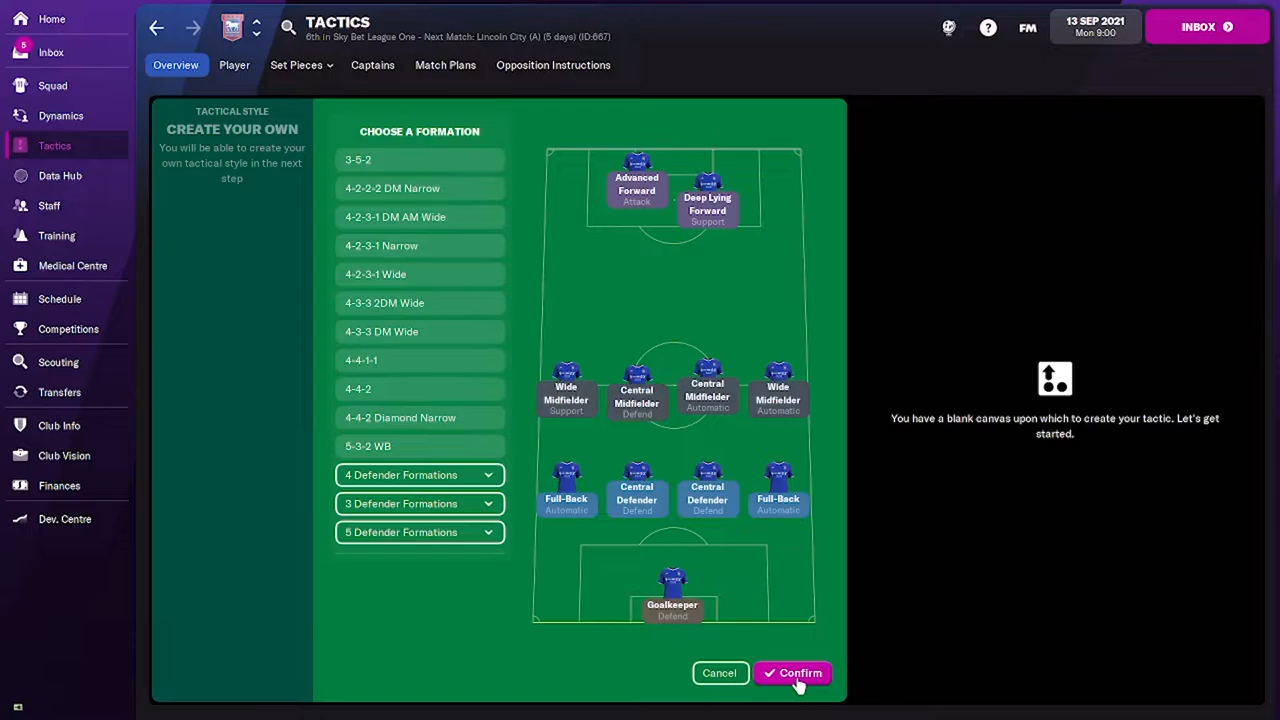 Home
5
Inbox
Squad
Dynamics
Tactics
Data Hub
Staff
Training
Medical Centre
Schedule
Competitions
Scouting
Transfers
Club Info
Club Vision
Finances
Dev. Centre
TACTICS
6th in Sky Bet League One - Next Match: Lincoln City (A) (5 days) (ID:667)
?
FM
13 SEP 2021
Mon 9:00
INBOX
Overview
Player
Set Pieces
Captains
Match Plans
Opposition Instructions
TACTICAL STYLE
CREATE YOUR OWN
You will be able to create your
own tactical style in the next
step
CHOOSE A FORMATION
3-5-2
4-2-2-2 DM Narrow
4-2-3-1 DM AM Wide
4-2-3-1 Narrow
4-2-3-1 Wide
4-3-3 2DM Wide
4-3-3 DM Wide
4-4-1-1
4-4-2
4-4-2 Diamond Narrow
5-3-2 WB
4 Defender Formations
3 Defender Formations
5 Defender Formations
Advanced
Forward
Attack
Deep Lying
Forward
Support
Wide
Midfielder
Support
Central
Midfielder
Defend
Central
Midfielder
Automatic
Wide
Midfielder
Automatic
Full-Back
Automatic
Central
Defender
Defend
Central
Defender
Defend
Full-Back
Automatic
Goalkeeper
Defend
Cancel
Confirm
You have a blank canvas upon which to create your tactic. Let's get
started.